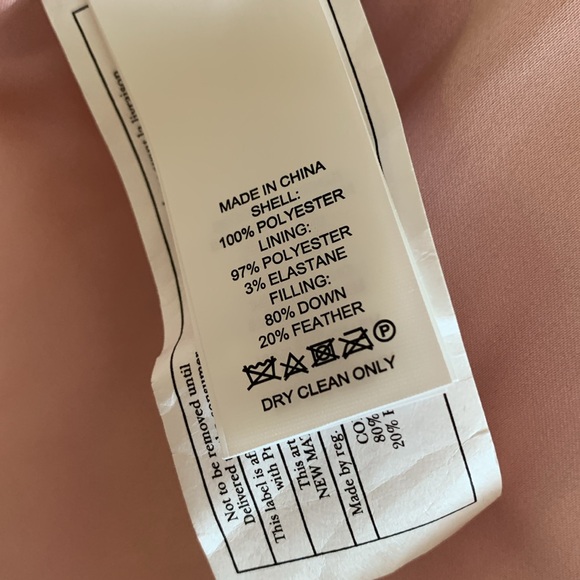 MADE IN CHINA
SHELL:
100% POLYESTER
LINING:
97% POLYESTER
3% ELASTANE
FILLING:
80% DOWN
20% FEATHER
P
DRY CLEAN ONLY
Not to be removed until
Delivered
This label is af
with P
This art
NEW MA
Made by reg.
CO
80%
20% F